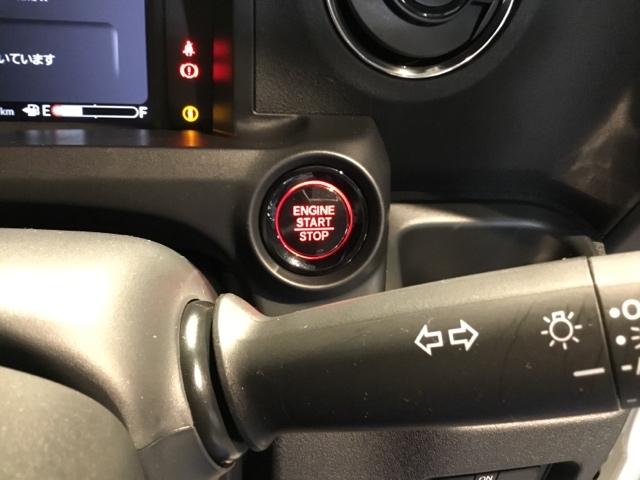 いています
km E F
ENGINE
START
STOP
ON